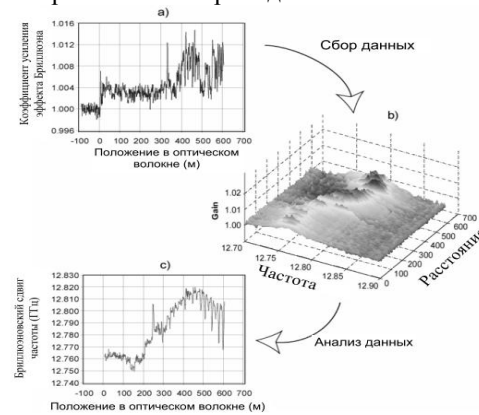 a)
Коэффициент усиления
эффекта Бриллюэна
1.016
1.012
1.008
1.004
1.000
0.996
-100 0 100 200 300 400 500 600 700
Положение в оптическом
волокне (м)
Сбор данных
b)
Gain
1.02
1.01
1.00
12.70
12.75
12.80
12.85
12.90
Частота
0
100
200
300
400
500
600
700
Расстояние
Анализ данных
c)
Бриллюэновский сдвиг
частоты (ГГц)
12.830
12.820
12.810
12.800
12.790
12.780
12.770
12.760
12.750
12.740
-100 0 100 200 300 400 500 600 700
Положение в оптическом волокне (м)